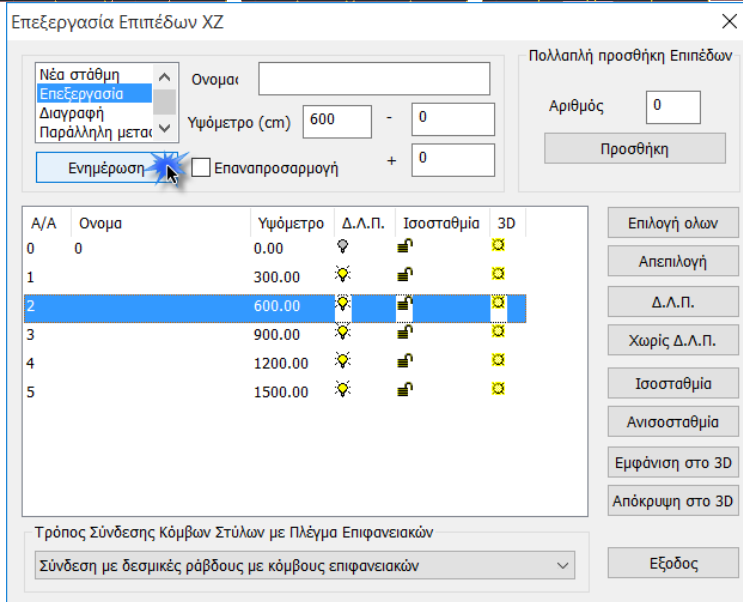 Επεξεργασία Επιπέδων XZ
Νέα στάθμη
Επεξεργασία
Διαγραφή
Παράλληλη μετας
Ονομας
Υψόμετρο (cm) 600 - 0
Ενημέρωση
Επαναπροσαρμογή + 0
Πολλαπλή προσθήκη Επιπέδων
Αριθμός 0
Προσθήκη
Α/Α Ονομα Υψόμετρο Δ.Λ.Π. Ισοσταθμία 3D
0 0 0.00
1 300.00
2 600.00
3 900.00
4 1200.00
5 1500.00
Επιλογή ολων
Απεπιλογή
Δ.Λ.Π.
Χωρίς Δ.Λ.Π.
Ισοσταθμία
Ανισοσταθμία
Εμφάνιση στο 3D
Απόκρυψη στο 3D
Τρόπος Σύνδεσης Κόμβων Στύλων με Πλέγμα Επιφανειακών
Σύνδεση με δεσμικές ράβδους με κόμβους επιφανειακών
Εξοδος